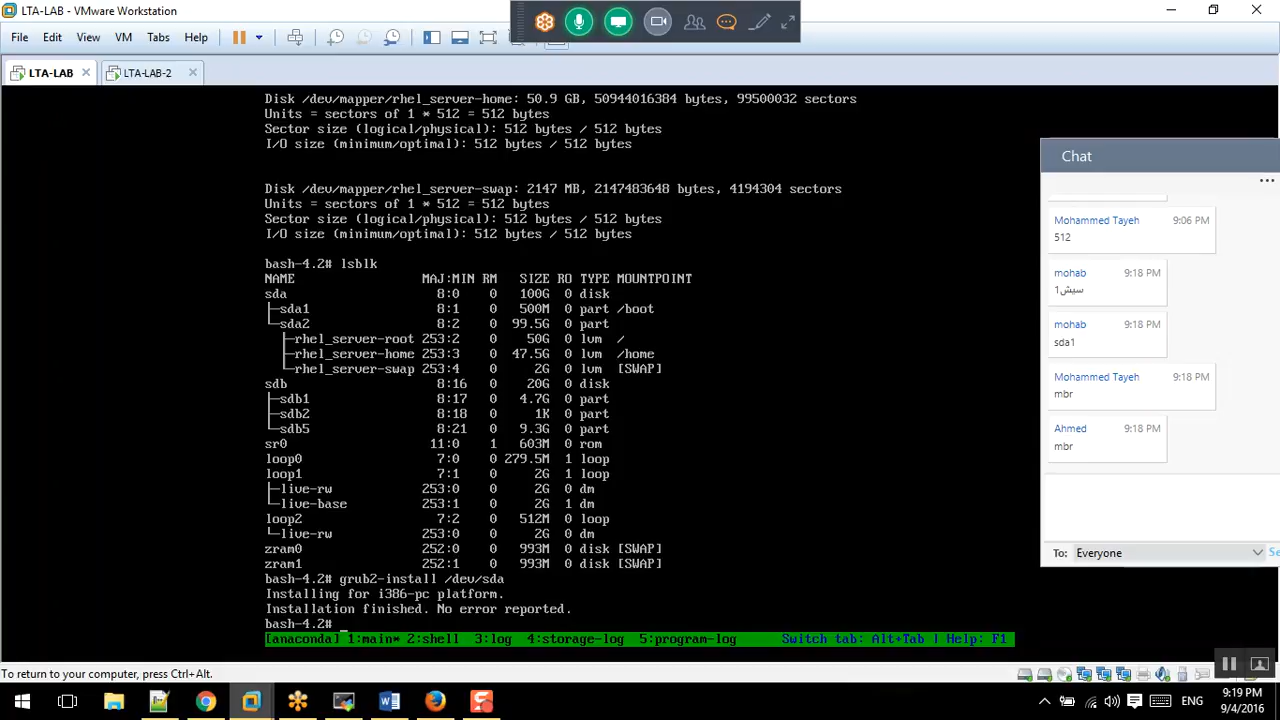 LTA-LAB - VMware Workstation
File Edit View VM Tabs Help
LTA-LAB
LTA-LAB-2
Disk /dev/mapper/rhel_server-home: 50.9 GB, 50944016384 bytes, 99500032 sectors
Units = sectors of 1 * 512 = 512 bytes
Sector size (logical/physical): 512 bytes / 512 bytes
I/O size (minimum/optimal): 512 bytes / 512 bytes
Disk /dev/mapper/rhel_server-swap: 2147 MB, 2147483648 bytes, 4194304 sectors
Units = sectors of 1 * 512 = 512 bytes
Sector size (logical/physical): 512 bytes / 512 bytes
I/O size (minimum/optimal): 512 bytes / 512 bytes
bash-4.2# lsblk
NAME MAJ:MIN RM SIZE RO TYPE MOUNTPOINT
sda 8:0 0 100G 0 disk
├─sda1 8:1 0 500M 0 part /boot
└─sda2 8:2 0 99.5G 0 part
├─rhel_server-root 253:2 0 50G 0 lvm /
├─rhel_server-home 253:3 0 47.5G 0 lvm /home
└─rhel_server-swap 253:4 0 2G 0 lvm [SWAP]
sdb 8:16 0 20G 0 disk
├─sdb1 8:17 0 4.7G 0 part
├─sdb2 8:18 0 1K 0 part
└─sdb5 8:21 0 9.3G 0 part
sr0 11:0 1 603M 0 rom
loop0 7:0 0 279.5M 1 loop
loop1 7:1 0 2G 1 loop
├─live-rw 253:0 0 2G 0 dm
└─live-base 253:1 0 2G 1 dm
loop2 7:2 0 512M 0 loop
└─live-rw 253:0 0 2G 0 dm
zram0 252:0 0 993M 0 disk [SWAP]
zram1 252:1 0 993M 0 disk [SWAP]
bash-4.2# grub2-install /dev/sda
Installing for i386-pc platform.
Installation finished. No error reported.
bash-4.2# _
[anaconda] 1:main* 2:shell 3:log 4:storage-log 5:program-log Switch tab: Alt+Tab | Help: F1
Chat
Mohammed Tayeh 9:06 PM
512
mohab 9:18 PM
سيش1
mohab 9:18 PM
sda1
Mohammed Tayeh 9:18 PM
mbr
Ahmed 9:18 PM
mbr
To: Everyone
To return to your computer, press Ctrl+Alt.
ENG
9:19 PM
9/4/2016